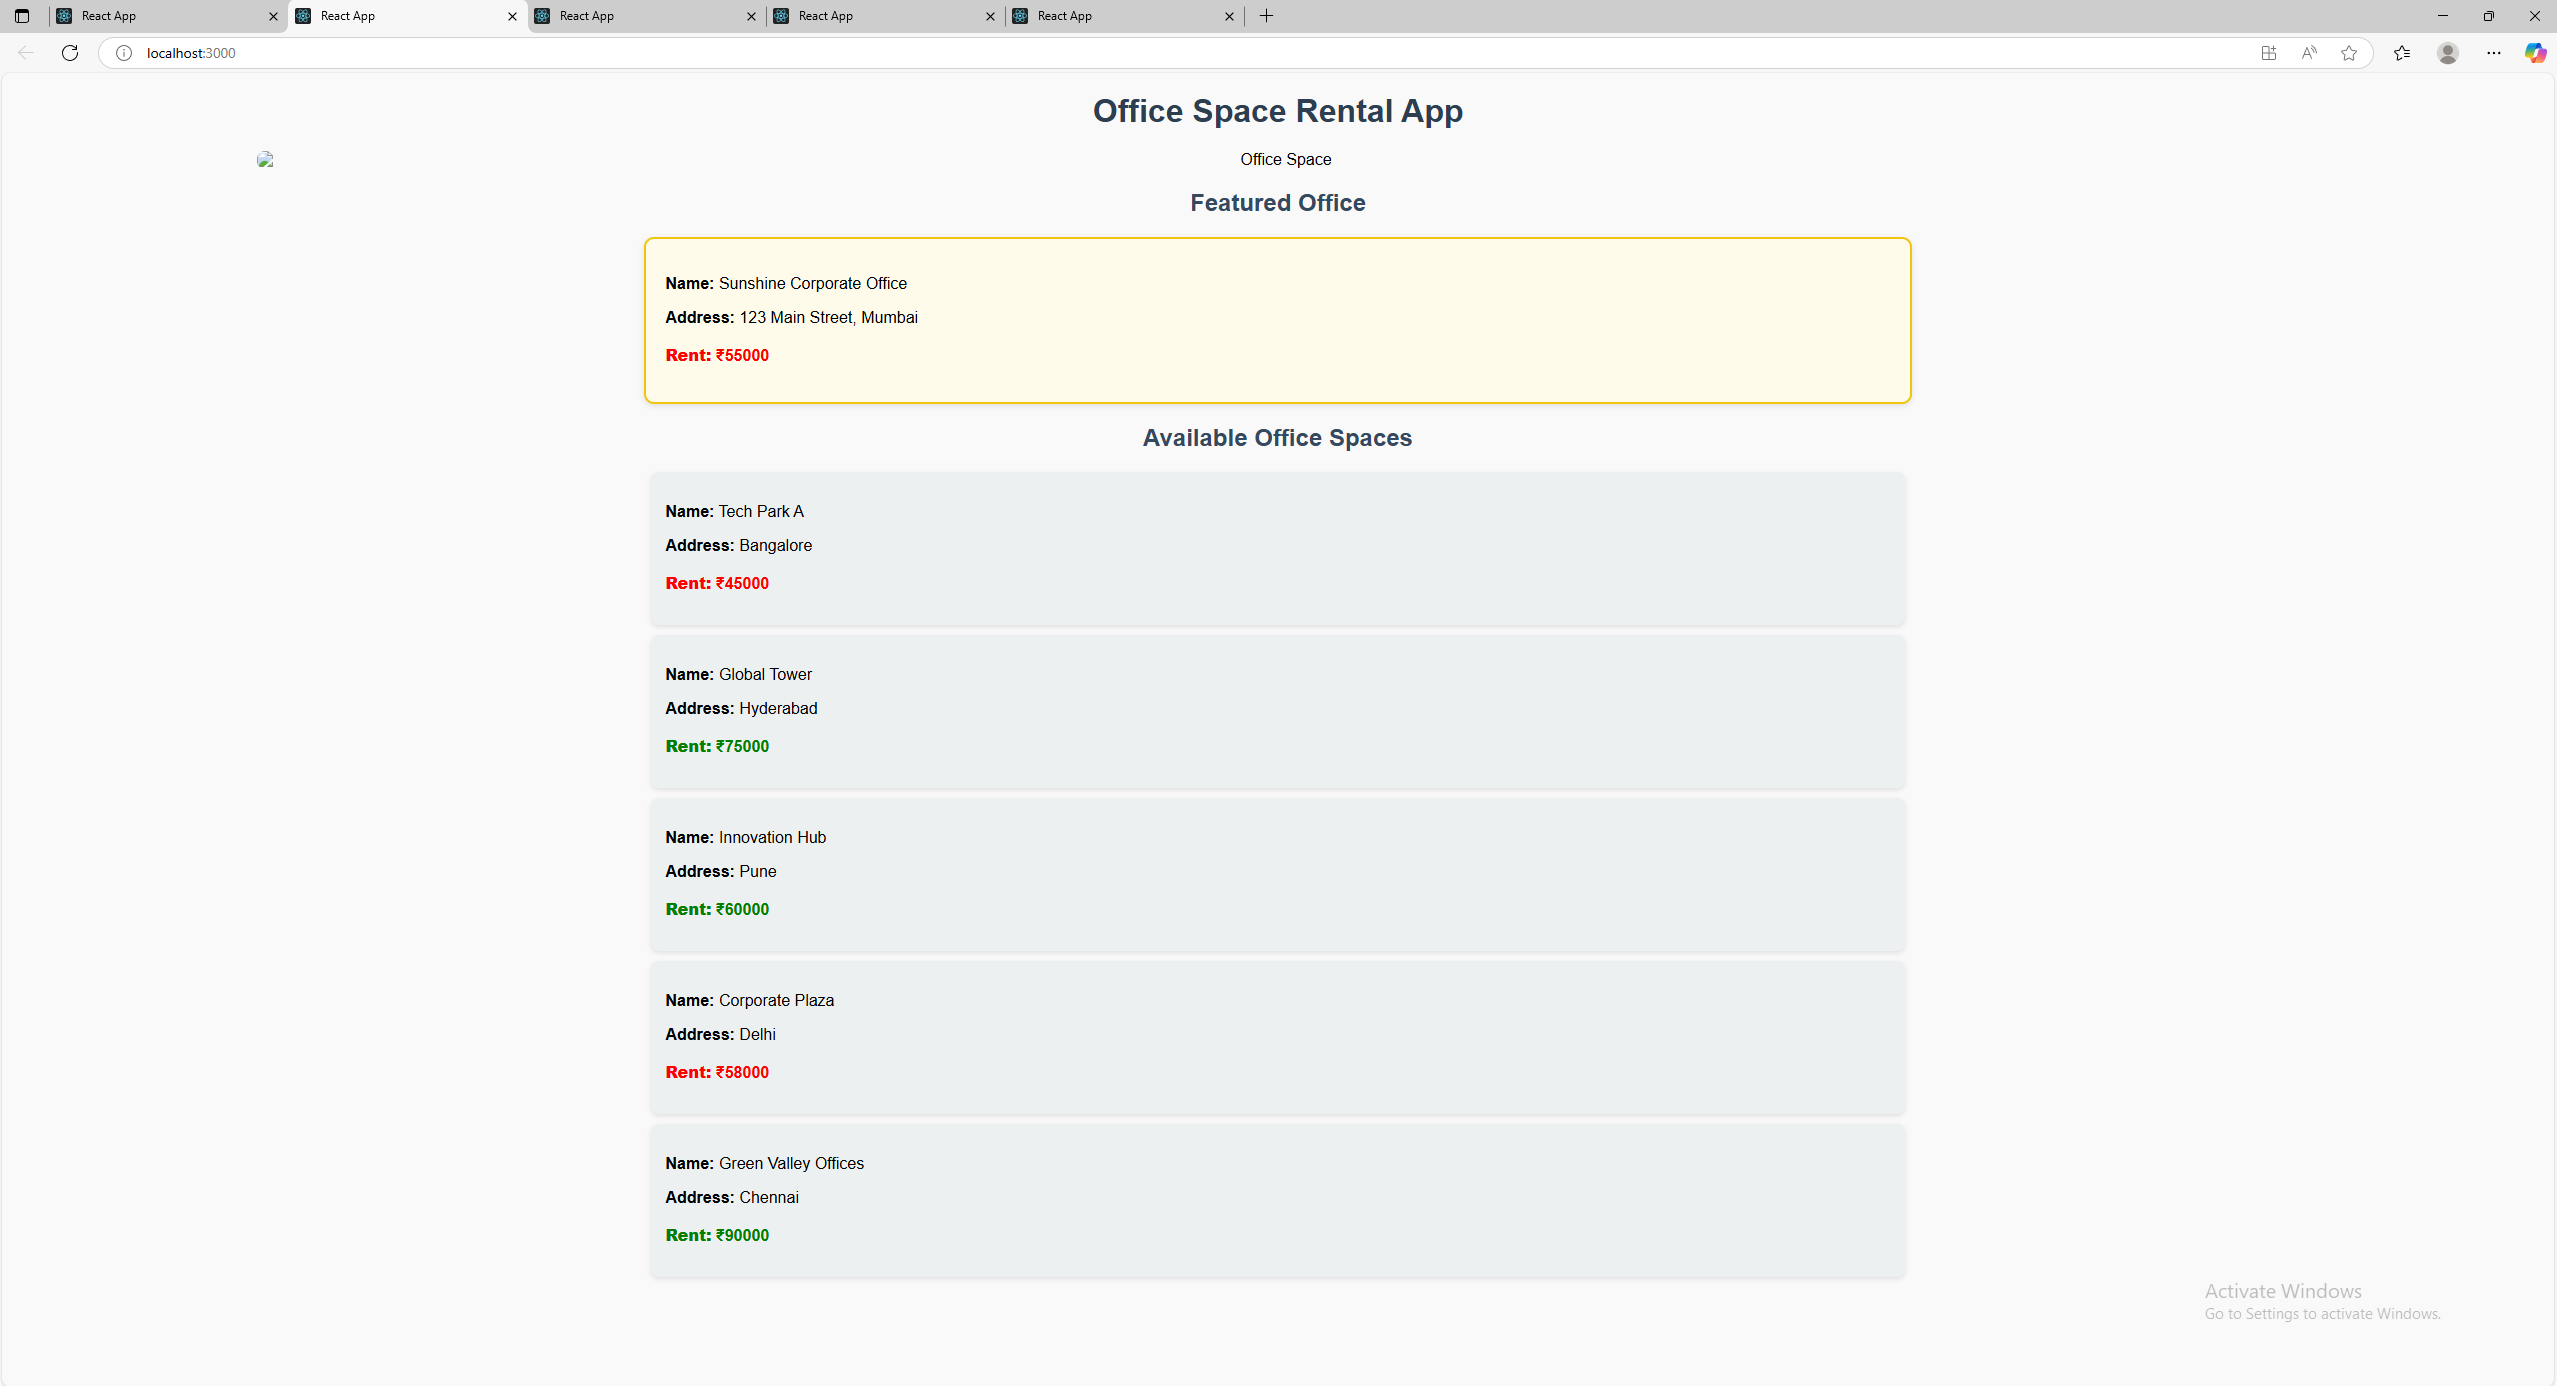 React App
React App
React App
React App
React App
localhost:3000
Office Space Rental App
Office Space
Featured Office
Name: Sunshine Corporate Office
Address: 123 Main Street, Mumbai
Rent: ₹55000
Available Office Spaces
Name: Tech Park A
Address: Bangalore
Rent: ₹45000
Name: Global Tower
Address: Hyderabad
Rent: ₹75000
Name: Innovation Hub
Address: Pune
Rent: ₹60000
Name: Corporate Plaza
Address: Delhi
Rent: ₹58000
Name: Green Valley Offices
Address: Chennai
Rent: ₹90000
Activate Windows
Go to Settings to activate Windows.